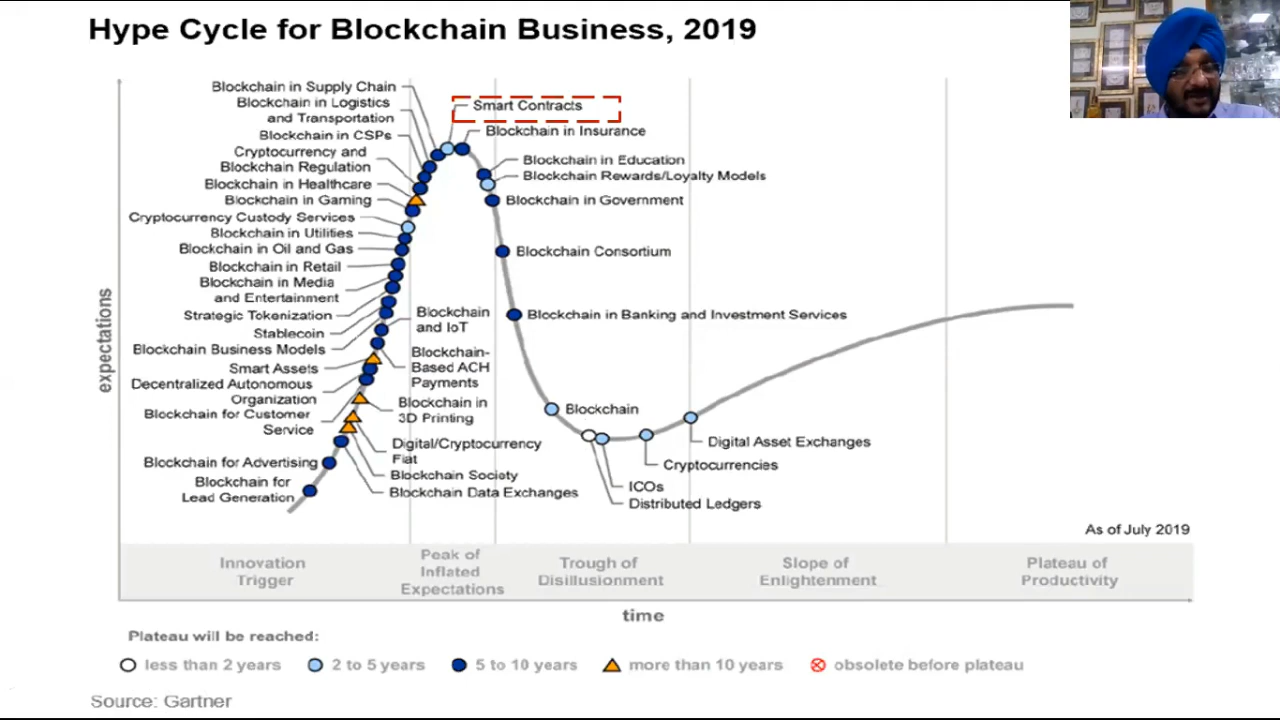 Hype Cycle for Blockchain Business, 2019
Blockchain in Supply Chain
Blockchain in Logistics
and Transportation
Blockchain in CSPs
Cryptocurrency and
Blockchain Regulation
Blockchain in Healthcare
Blockchain in Gaming
Cryptocurrency Custody Services
Blockchain in Utilities
Blockchain in Oil and Gas
Blockchain in Retail
Blockchain in Media
and Entertainment
Strategic Tokenization
Stablecoin
Blockchain Business Models
Smart Assets
Decentralized Autonomous
Organization
Blockchain for Customer
Service
Blockchain for Advertising
Blockchain for
Lead Generation
Smart Contracts
Blockchain in Insurance
Blockchain in Education
Blockchain Rewards/Loyalty Models
Blockchain in Government
Blockchain Consortium
Blockchain in Banking and Investment Services
Blockchain
and IoT
Blockchain-
Based ACH
Payments
Blockchain in
3D Printing
Digital/Cryptocurrency
Fiat
Blockchain Society
Blockchain Data Exchanges
Blockchain
Digital Asset Exchanges
Cryptocurrencies
ICOs
Distributed Ledgers
expectations
As of July 2019
Innovation
Trigger
Peak of
Inflated
Expectations
Trough of
Disillusionment
Slope of
Enlightenment
Plateau of
Productivity
time
Plateau will be reached:
less than 2 years
2 to 5 years
5 to 10 years
more than 10 years
obsolete before plateau
Source: Gartner